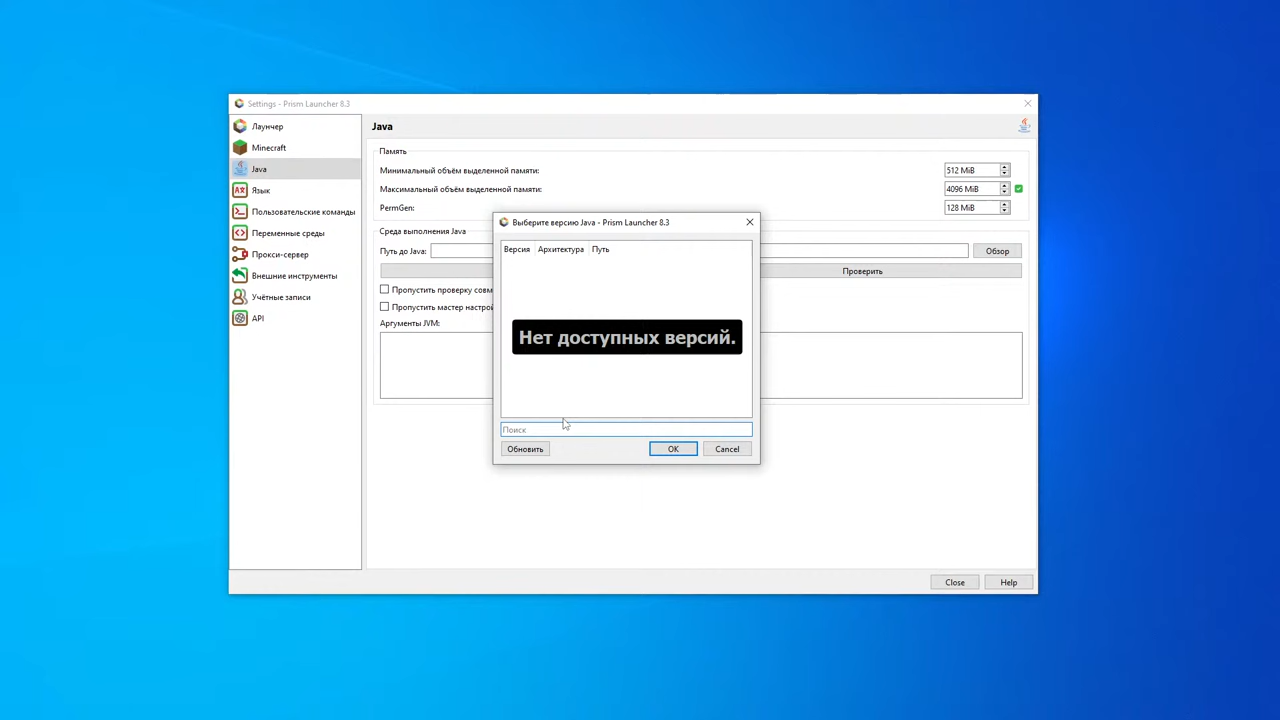 Settings - Prism Launcher 8.3
Лаунчер
Minecraft
Java
Язык
Пользовательские команды
Переменные среды
Прокси-сервер
Внешние инструменты
Учётные записи
API
Java
Память
Минимальный объём выделенной памяти:
512 MiB
Максимальный объём выделенной памяти:
4096 MiB
PermGen:
128 MiB
Среда выполнения Java
Путь до Java:
Обзор
Проверить
Пропустить проверку совм
Пропустить мастер настрой
Аргументы JVM:
Выберите версию Java - Prism Launcher 8.3
Версия Архитектура Путь
Нет доступных версий.
Поиск
Обновить
OK
Cancel
Close
Help